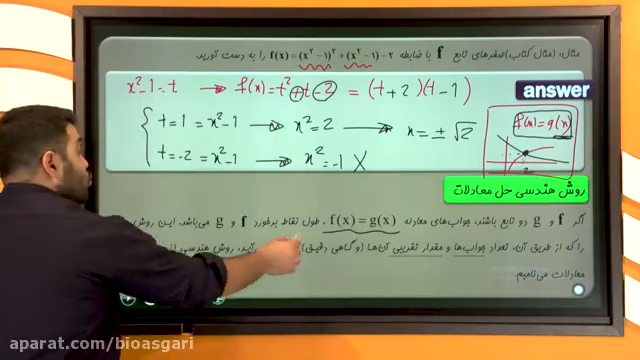 مثال: (مثال کتاب) صفرهای تابع f با ضابطه f(x) = (x²-1)² + (x²-1) - 2 را به دست آورید.
x²-1=t → f(x)=t²+t-2 = (t+2)(t-1)
answer
t=1 = x²-1 → x²=2 → x=±√2
t=-2 = x²-1 → x²=-1 X
f(x)=g(x)
روش هندسی حل معادلات
اگر f و g دو تابع باشند، جواب‌های معادله f(x) = g(x)، طول نقاط برخورد f و g می‌باشد. این روش
را که از طریق آن، تعداد جواب‌ها و مقدار تقریبی آن‌ها (و گاهی دقیق)
معادلات می‌نامیم.
aparat.com/bioasgari